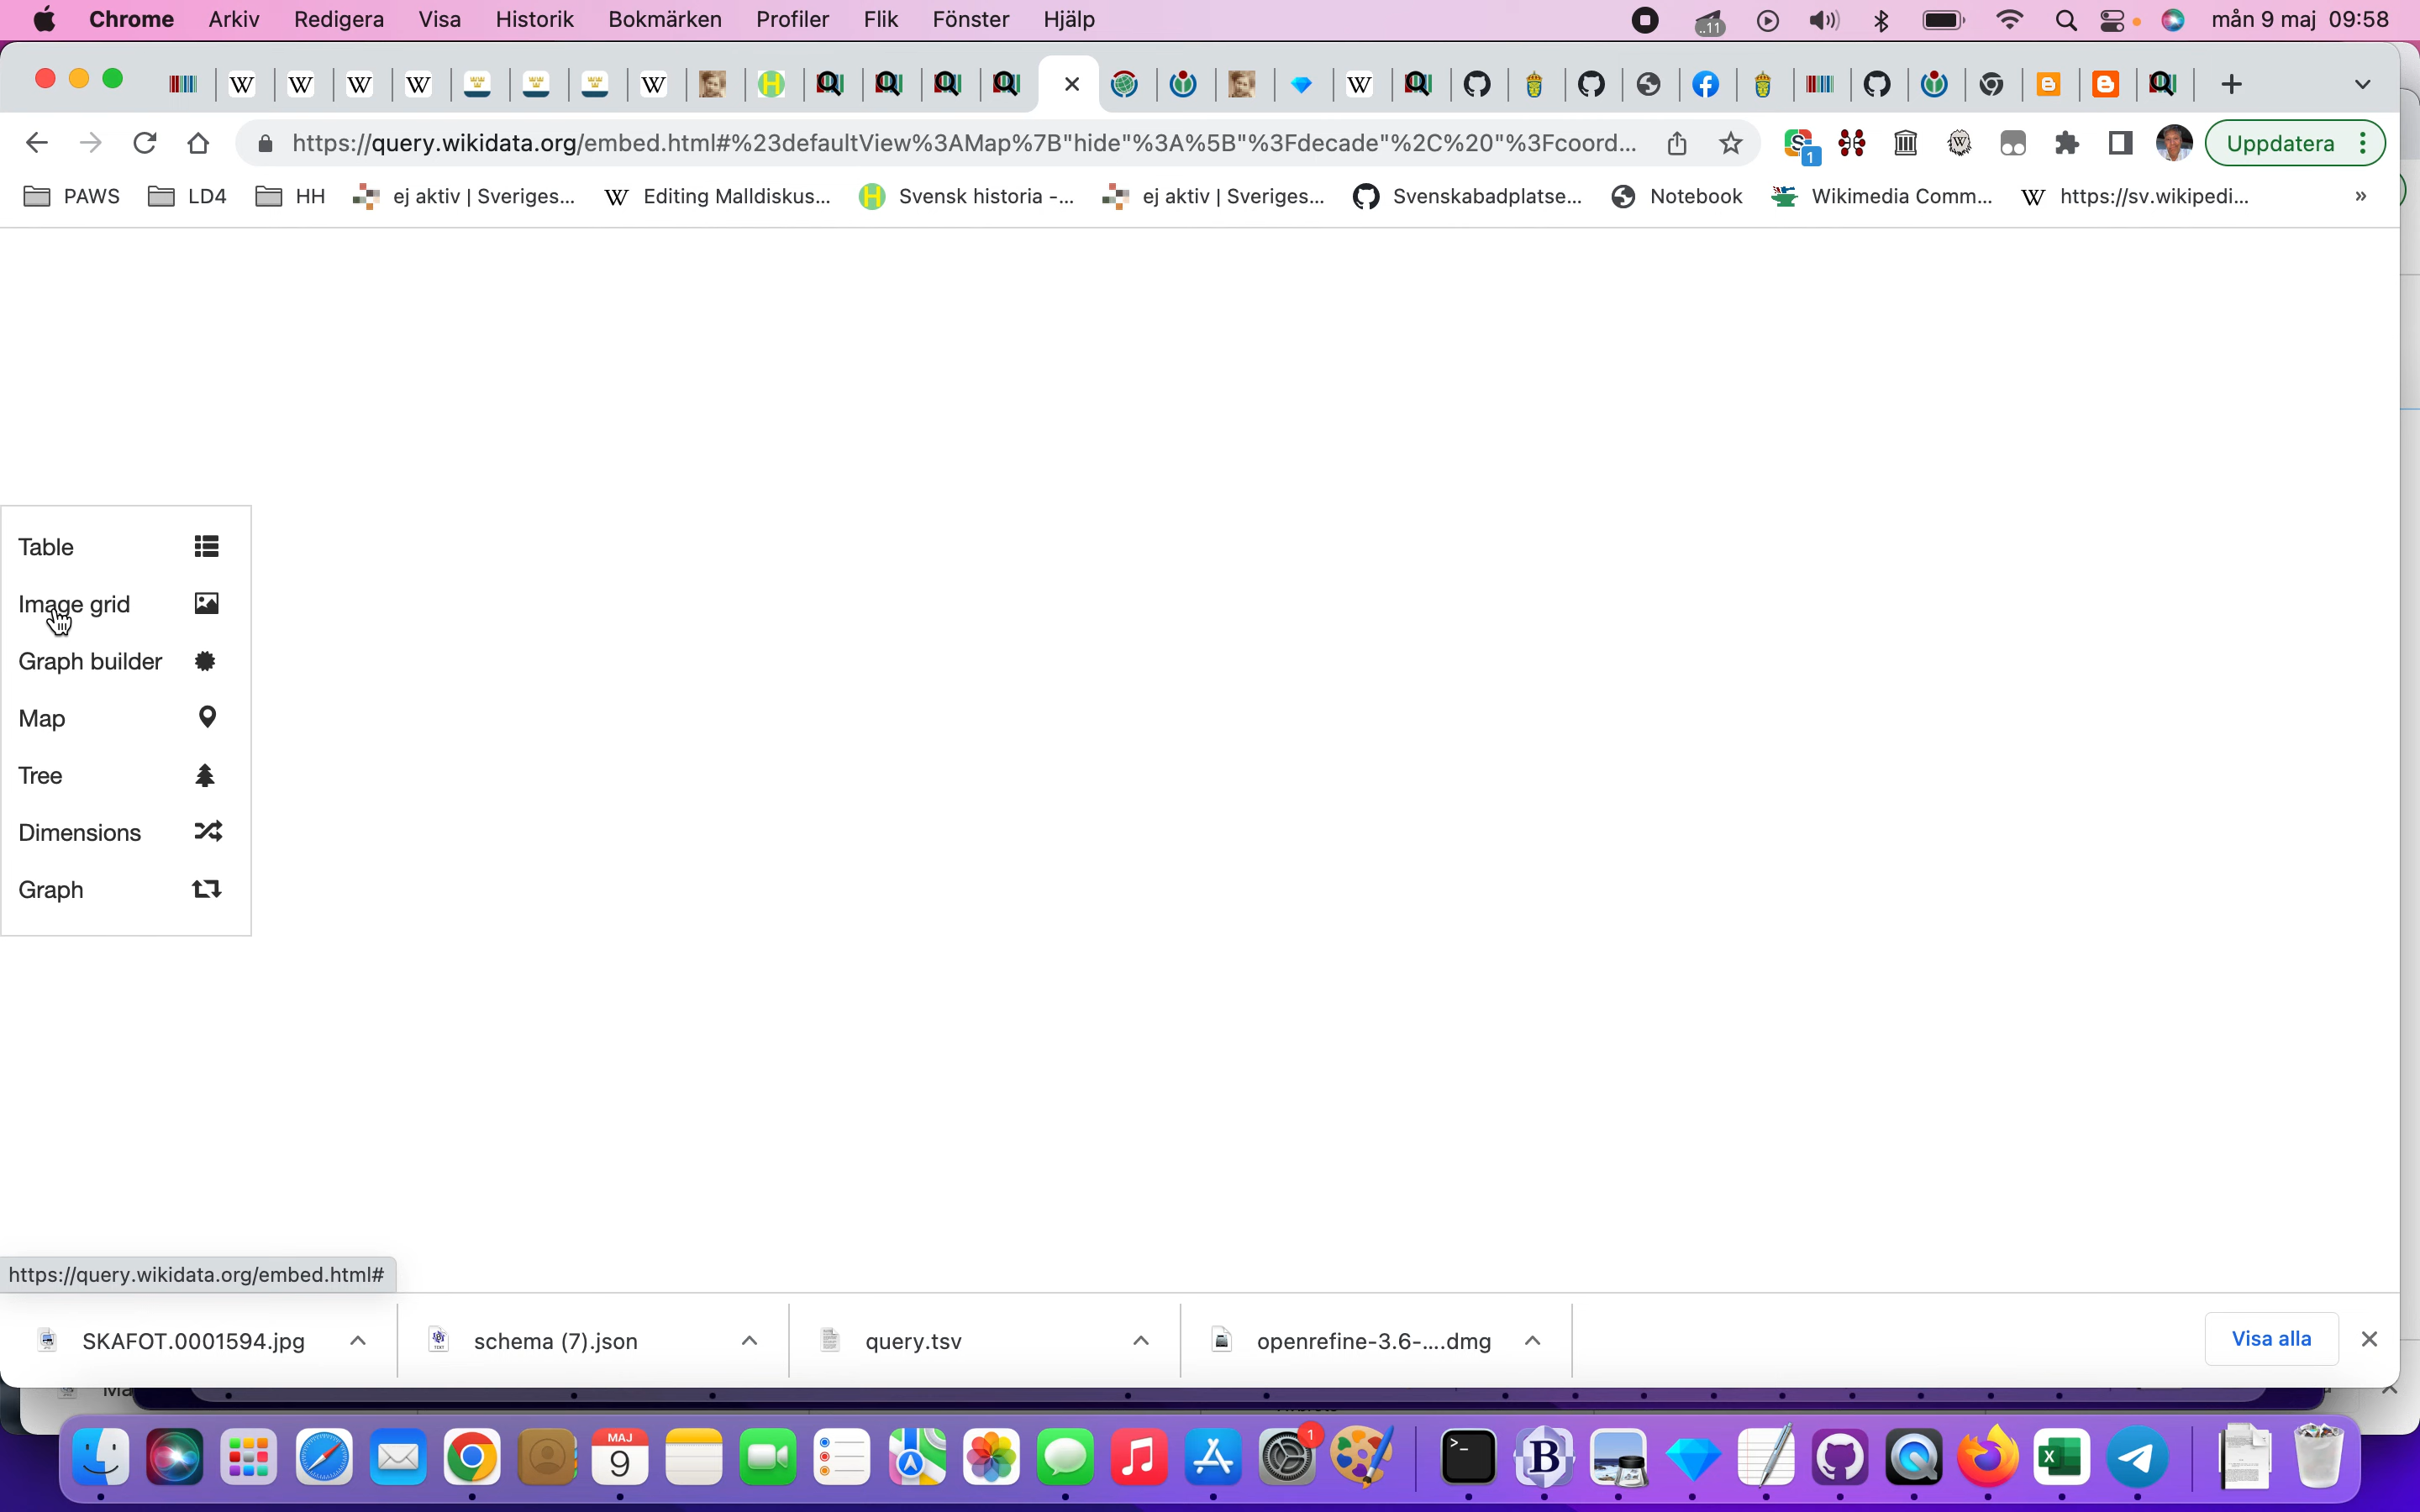 Chrome Arkiv Redigera Visa Historik Bokmärken Profiler Flik Fönster Hjälp ..11 mån 9 maj 09:58
https://query.wikidata.org/embed.html#%23defaultView%3AMap%7B"hide"%3A%5B"%3Fdecade"%2C%20"%3Fcoord... 1 Uppdatera
PAWS LD4 HH ej aktiv | Sveriges... Editing Malldiskus... Svensk historia -... ej aktiv | Sveriges... Svenskabadplatse... Notebook Wikimedia Comm... https://sv.wikipedi... »
Table
Image grid
Graph builder
Map
Tree
Dimensions
Graph
https://query.wikidata.org/embed.html#
SKAFOT.0001594.jpg schema (7).json query.tsv openrefine-3.6-....dmg Visa alla
MAJ
9
1